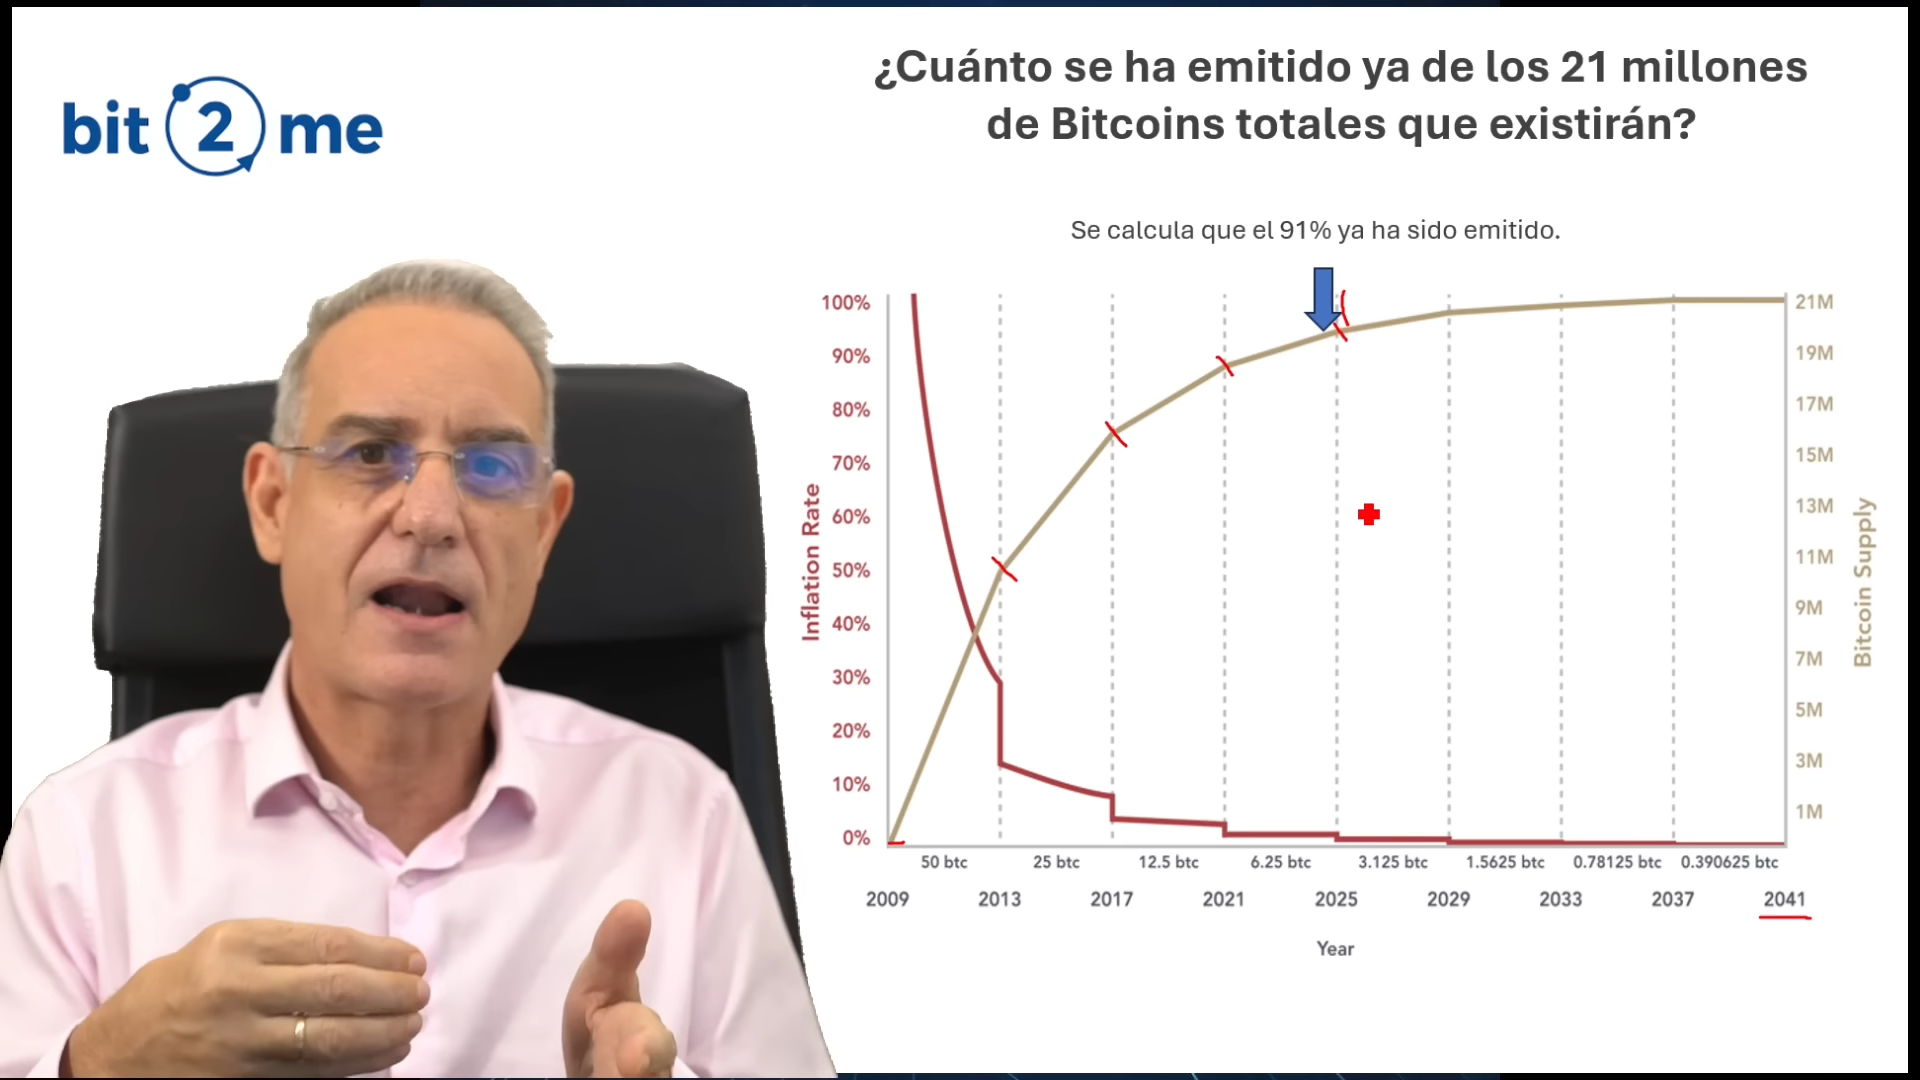 bit 2 me
¿Cuánto se ha emitido ya de los 21 millones
de Bitcoins totales que existirán?
Se calcula que el 91% ya ha sido emitido.
100%
90%
80%
70%
60%
50%
40%
30%
20%
10%
0%
Inflation Rate
21M
19M
17M
15M
13M
11M
9M
7M
5M
3M
1M
Bitcoin Supply
50 btc 25 btc 12.5 btc 6.25 btc 3.125 btc 1.5625 btc 0.78125 btc 0.390625 btc
2009 2013 2017 2021 2025 2029 2033 2037 2041
Year